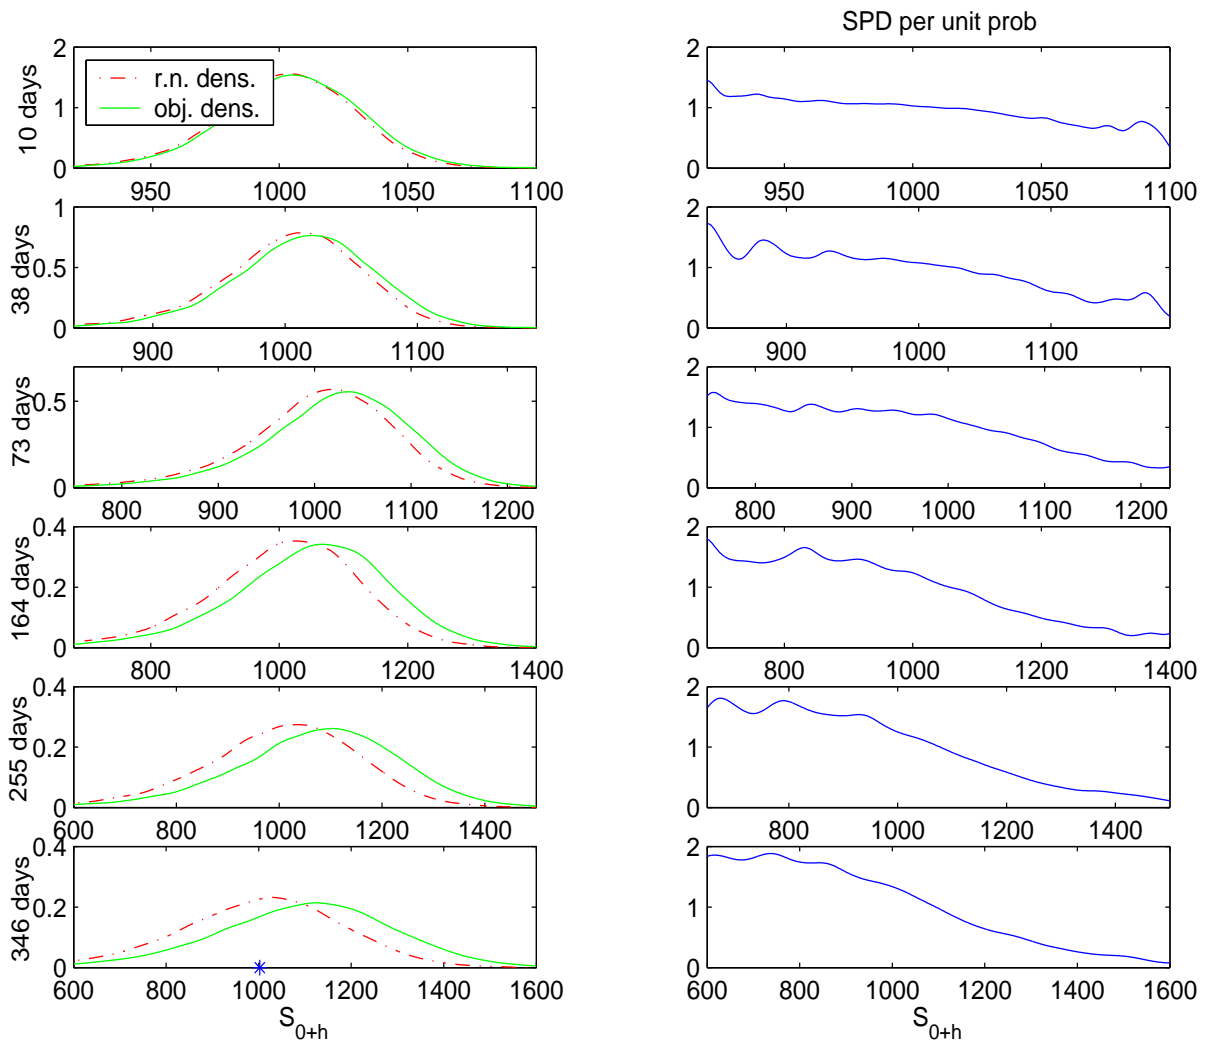 SPD per unit prob
10 days
2
1
0
r.n. dens.
obj. dens.
950 1000 1050 1100
2
1
0
950 1000 1050 1100
38 days
1
0.5
0
900 1000 1100
2
1
0
900 1000 1100
73 days
0.5
0
800 900 1000 1100 1200
2
1
0
800 900 1000 1100 1200
164 days
0.4
0.2
0
800 1000 1200 1400
2
1
0
800 1000 1200 1400
255 days
0.4
0.2
0
600 800 1000 1200 1400
2
1
0
800 1000 1200 1400
346 days
0.4
0.2
0
600 800 1000 1200 1400 1600
S0+h
2
1
0
600 800 1000 1200 1400 1600
S0+h